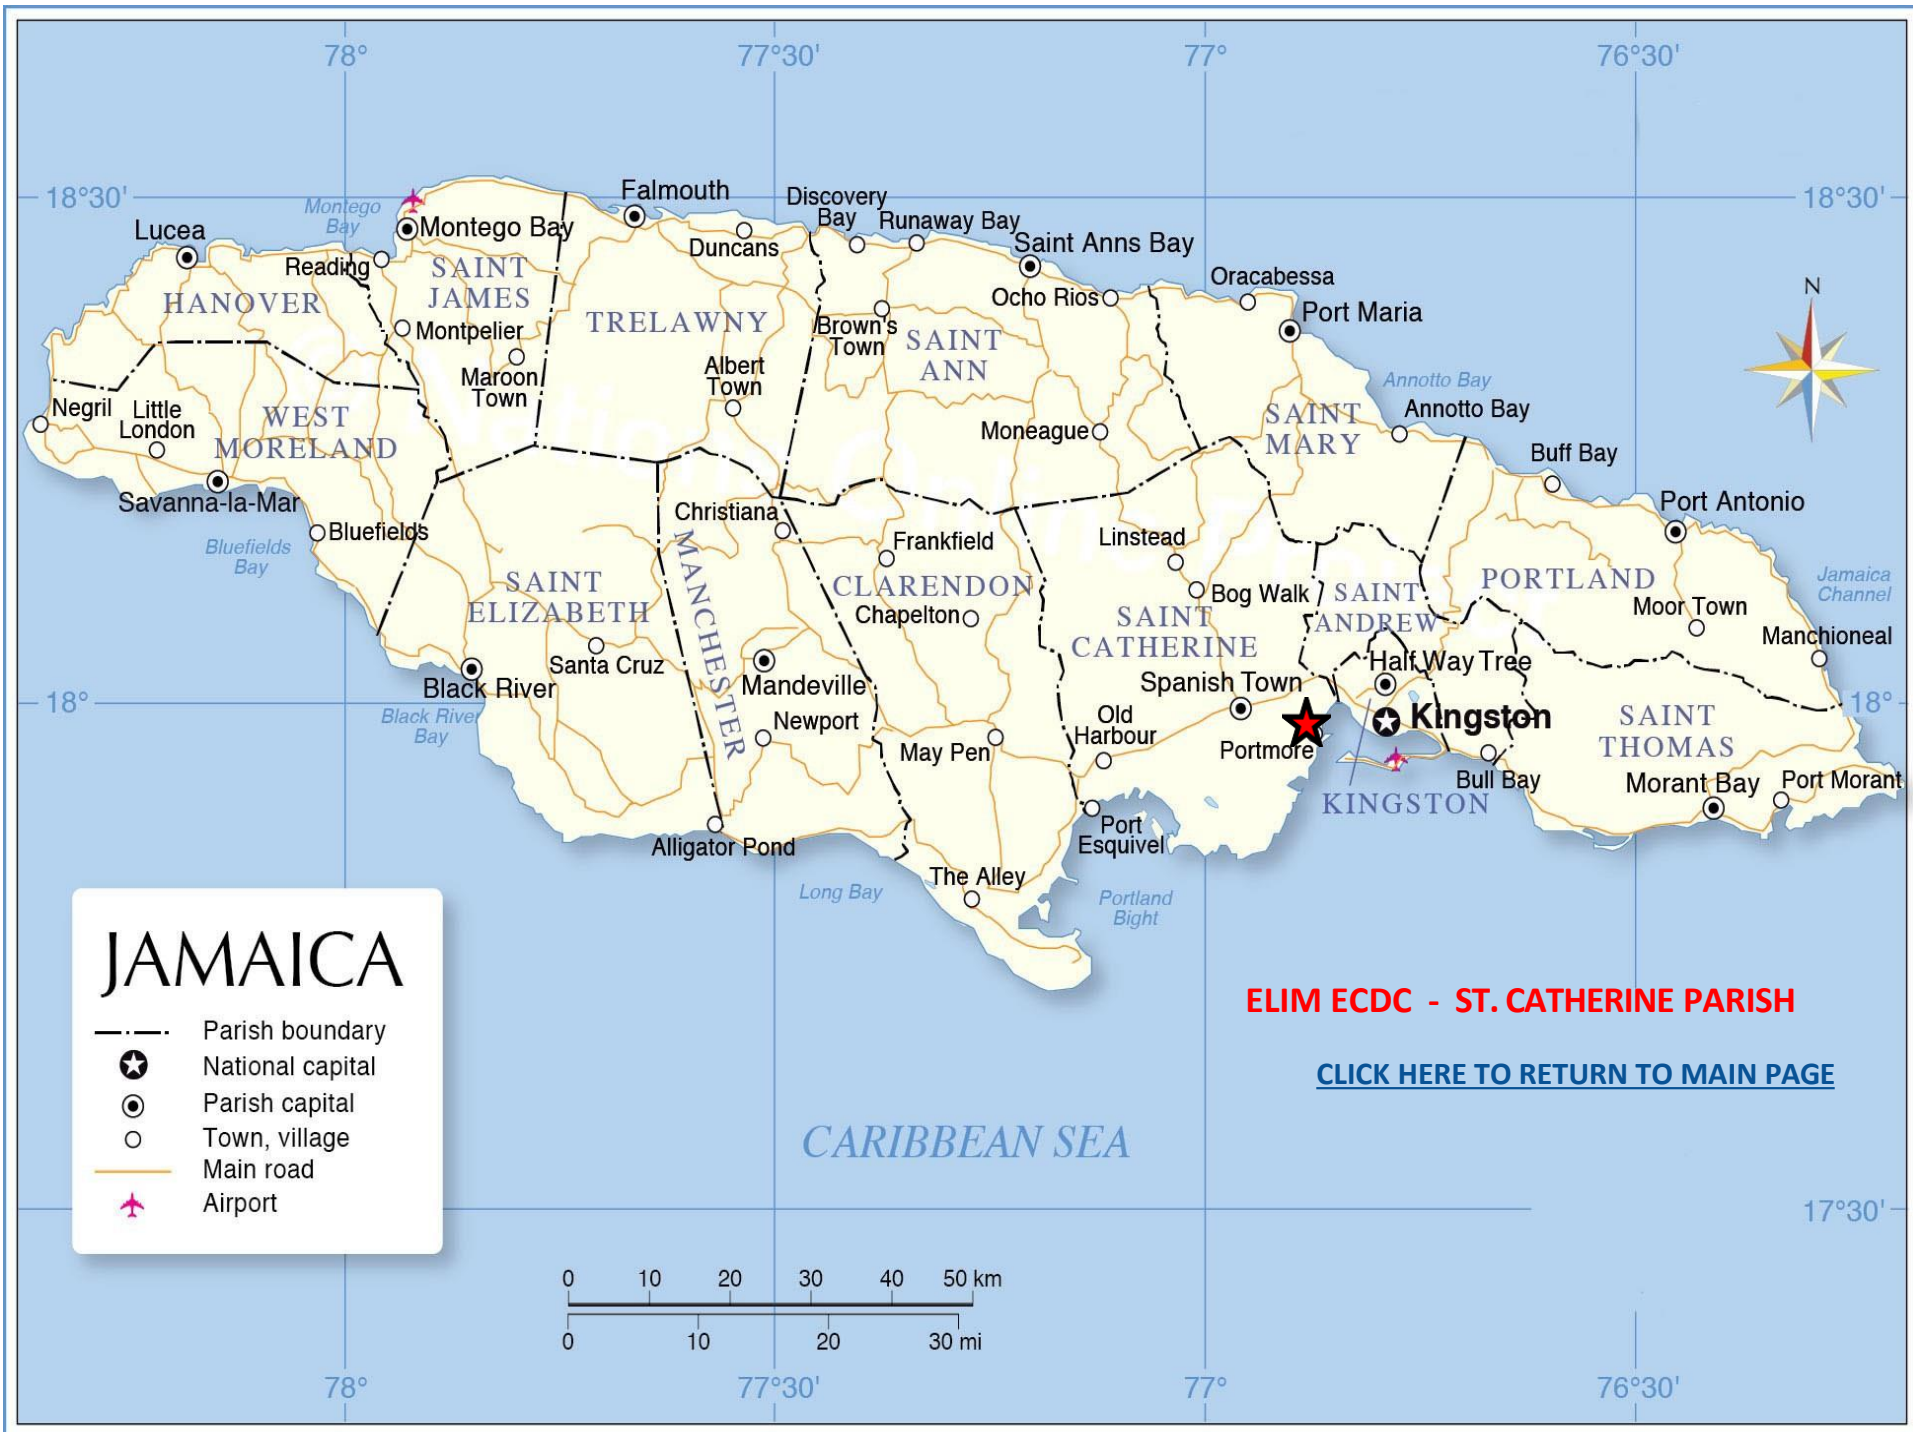 78°
77°30'
77°
76°30'
18°30'
18°30'
Montego
Bay
Lucea
Montego Bay
Falmouth
Discovery
Bay
Runaway Bay
Duncans
Saint Anns Bay
Reading
SAINT
JAMES
HANOVER
Oracabessa
Ocho Rios
Port Maria
N
Montpelier
TRELAWNY
Brown's
Town
SAINT
ANN
Maroon
Town
Albert
Town
Annotto Bay
Annotto Bay
Negril
Little
London
WEST
MORELAND
Moneague
SAINT
MARY
Buff Bay
Savanna-la-Mar
Christiana
Port Antonio
Bluefields
Bluefields
Bay
Frankfield
Linstead
MANCHESTER
SAINT
ELIZABETH
CLARENDON
Chapelton
Bog Walk
SAINT
CATHERINE
SAINT
ANDREW
PORTLAND
Moor Town
Jamaica
Channel
Manchioneal
Santa Cruz
Half Way Tree
Black River
Mandeville
Spanish Town
18°
18°
Black River
Bay
Newport
May Pen
Old
Harbour
Portmore
Kingston
SAINT
THOMAS
Bull Bay
Morant Bay
Port Morant
KINGSTON
Alligator Pond
Port
Esquivel
The Alley
Long Bay
Portland
Bight
JAMAICA
Parish boundary
National capital
Parish capital
Town, village
Main road
Airport
ELIM ECDC - ST. CATHERINE PARISH
CLICK HERE TO RETURN TO MAIN PAGE
CARIBBEAN SEA
17°30'
0 10 20 30 40 50 km
0 10 20 30 mi
78°
77°30'
77°
76°30'